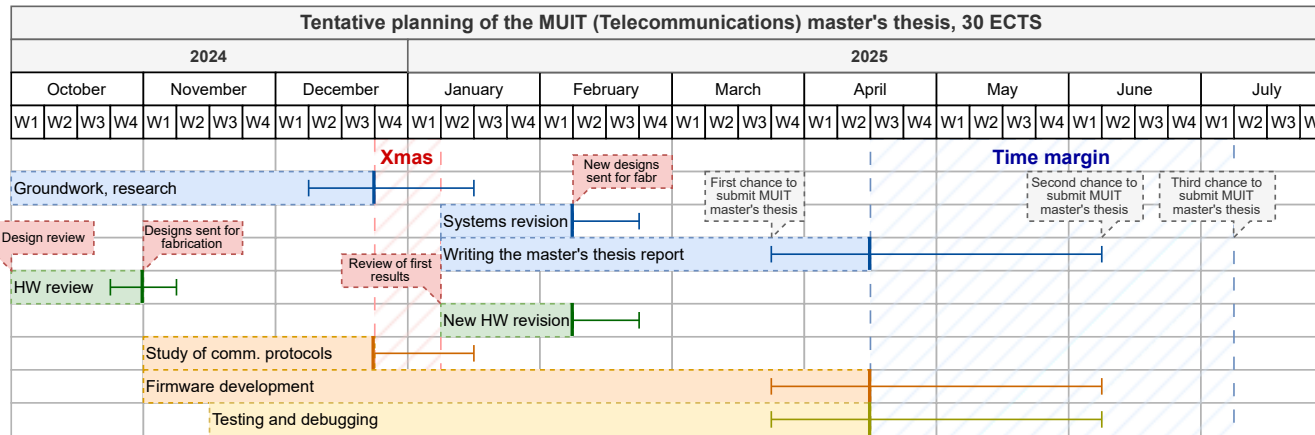 Tentative planning of the MUIT (Telecommunications) master's thesis, 30 ECTS
2024 2025
October November December January February March April May June July
W1 W2 W3 W4 W1 W2 W3 W4 W1 W2 W3 W4 W1 W2 W3 W4 W1 W2 W3 W4 W1 W2 W3 W4 W1 W2 W3 W4 W1 W2 W3 W4 W1 W2 W3 W4 W1 W2 W3 W
Xmas
Time margin
New designs
sent for fabr
Groundwork, research
First chance to
submit MUIT
master's thesis
Second chance to
submit MUIT
master's thesis
Third chance to
submit MUIT
master's thesis
Systems revision
Design review
Designs sent for
fabrication
Writing the master's thesis report
Review of first
results
HW review
New HW revision
Study of comm. protocols
Firmware development
Testing and debugging